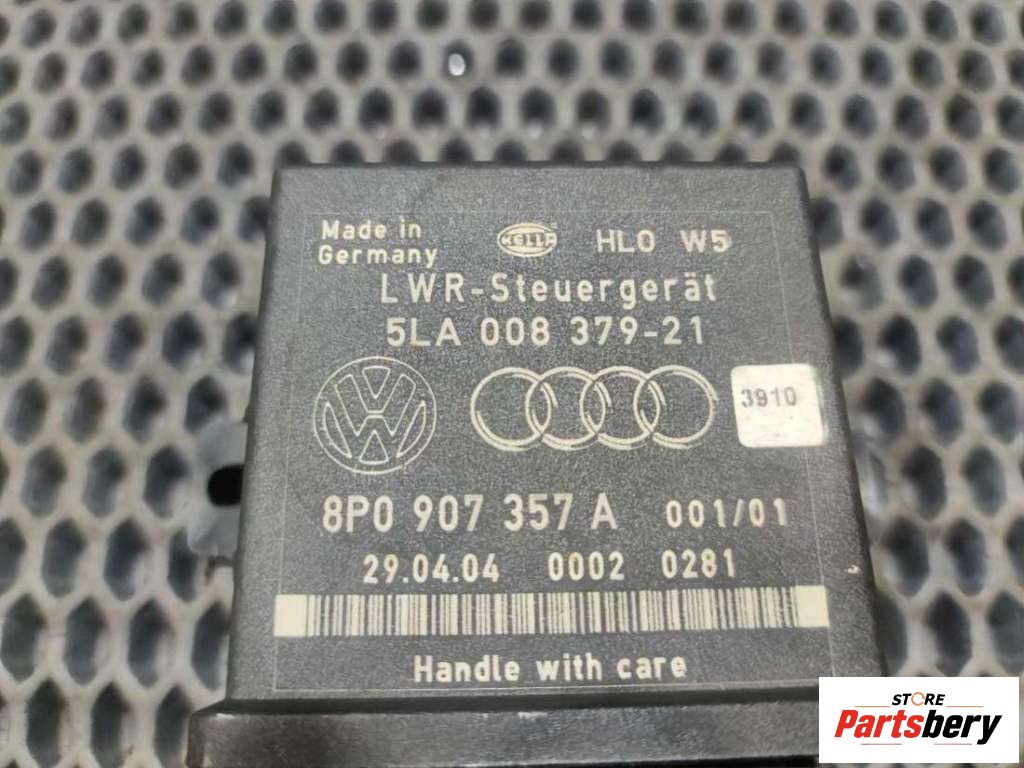 Made in
Germany
HELLA
HLO W5
LWR-Steuergerät
5LA 008 379-21
3910
8P0 907 357 A 001/01
29.04.04 0002 0281
Handle with care
STORE
Partsbery